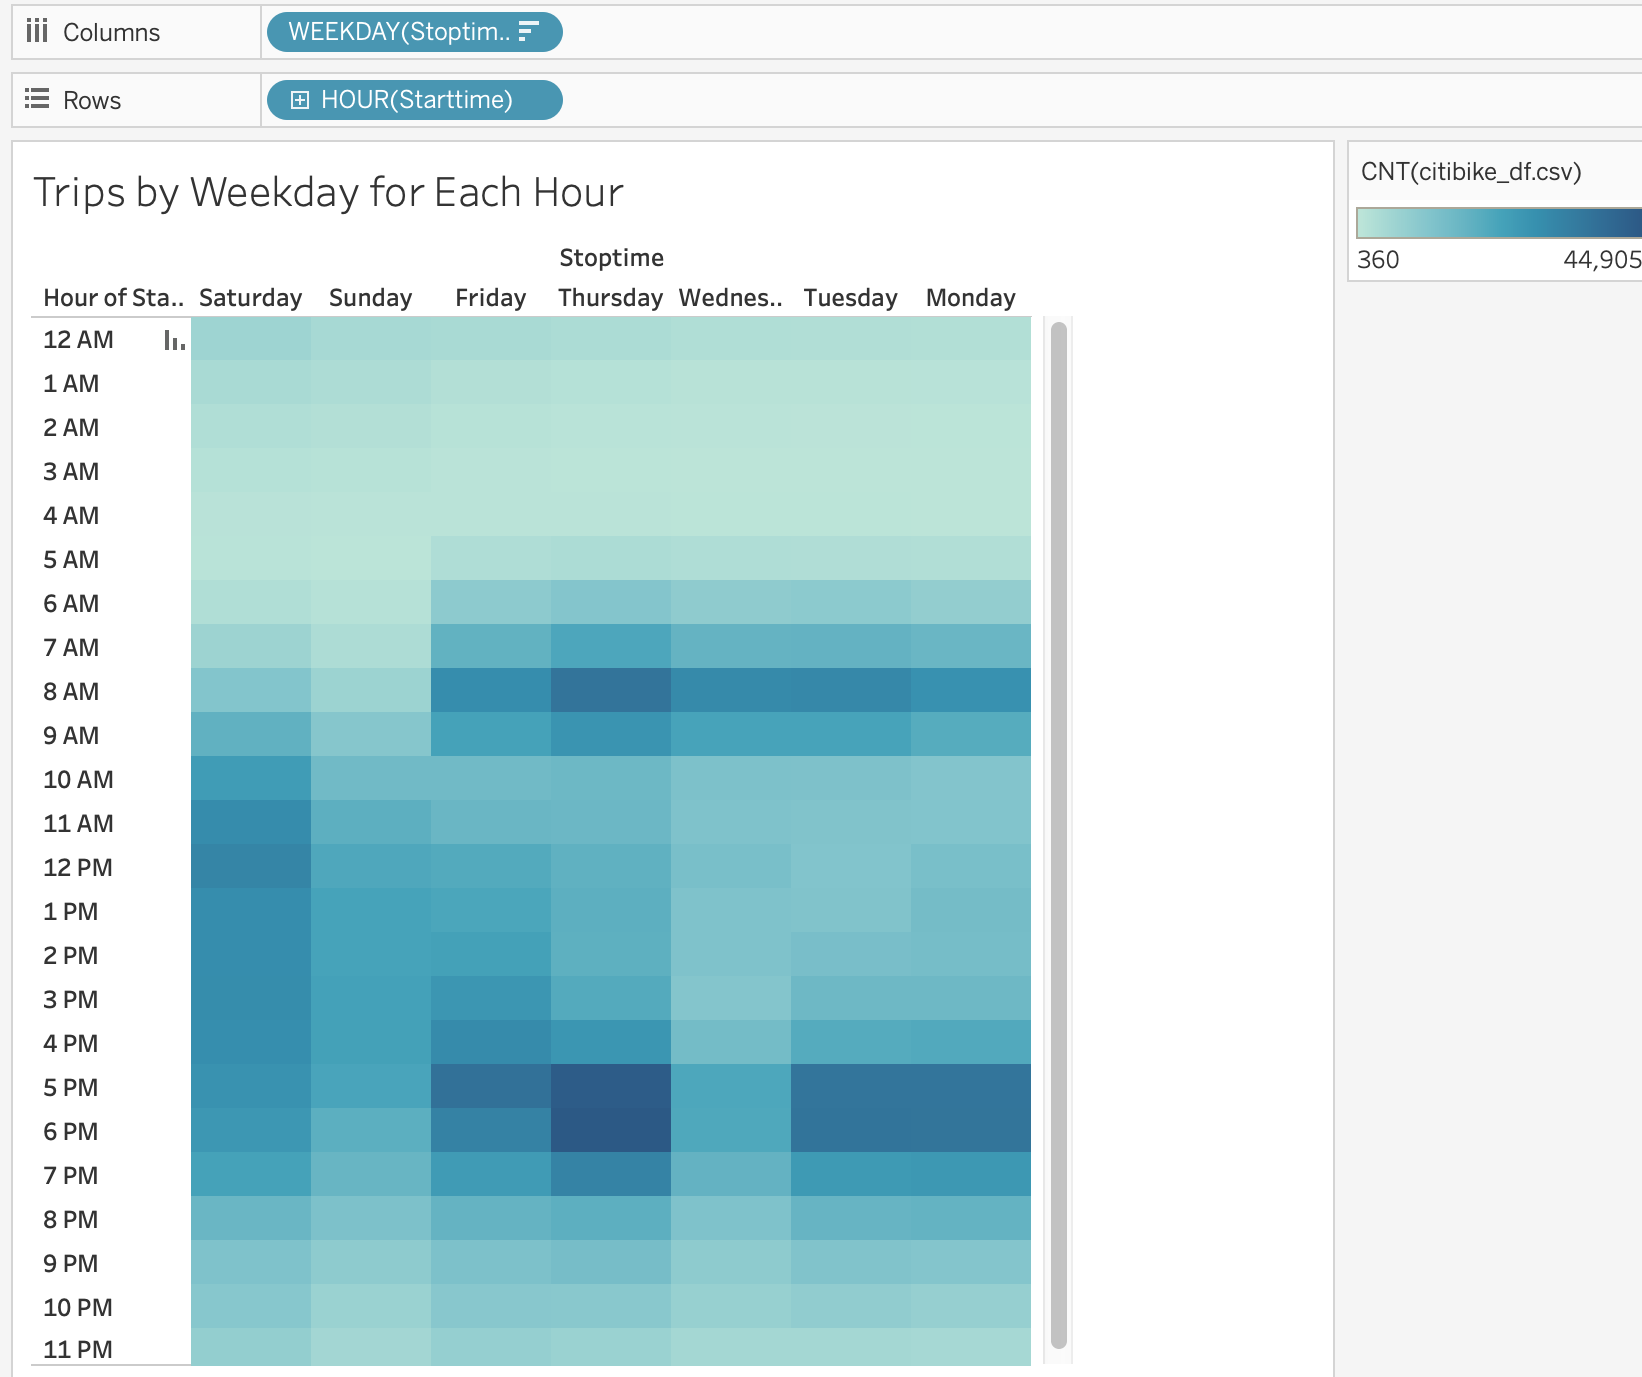 Columns
WEEKDAY(Stoptim..
Rows
HOUR(Starttime)
Trips by Weekday for Each Hour
CNT(citibike_df.csv)
360 44,905
Stoptime
Hour of Sta.. Saturday Sunday Friday Thursday Wednes.. Tuesday Monday
12 AM
1 AM
2 AM
3 AM
4 AM
5 AM
6 AM
7 AM
8 AM
9 AM
10 AM
11 AM
12 PM
1 PM
2 PM
3 PM
4 PM
5 PM
6 PM
7 PM
8 PM
9 PM
10 PM
11 PM